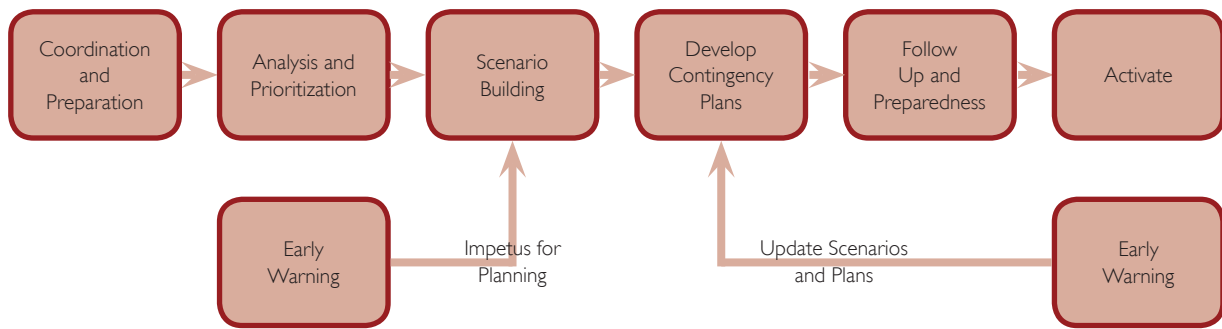 Coordination
and
Preparation
Analysis and
Prioritization
Scenario
Building
Develop
Contingency
Plans
Follow
Up and
Preparedness
Activate
Early
Warning
Impetus for
Planning
Update Scenarios
and Plans
Early
Warning